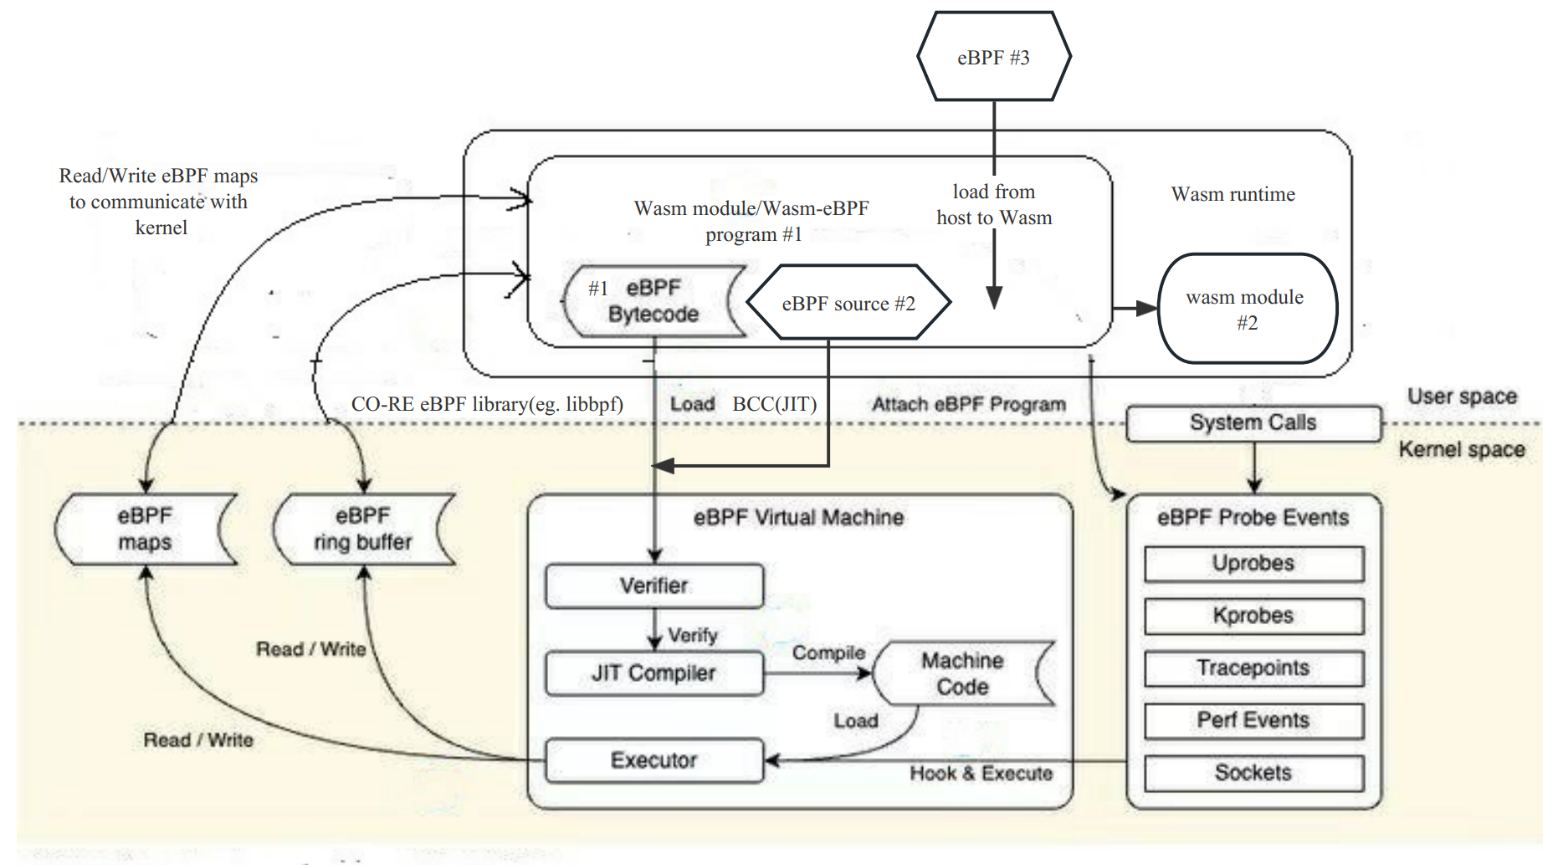 eBPF #3
Read/Write eBPF maps
to communicate with
kernel
load from
host to Wasm
Wasm runtime
Wasm module/Wasm-eBPF
program #1
#1 eBPF
Bytecode
eBPF source #2
wasm module
#2
CO-RE eBPF library(eg. libbpf)
Load
BCC(JIT)
Attach eBPF Program
User space
System Calls
Kernel space
eBPF
maps
eBPF
ring buffer
eBPF Virtual Machine
eBPF Probe Events
Verifier
Uprobes
Verify
Kprobes
Read / Write
JIT Compiler
Compile
Machine
Code
Tracepoints
Load
Perf Events
Read / Write
Executor
Hook & Execute
Sockets